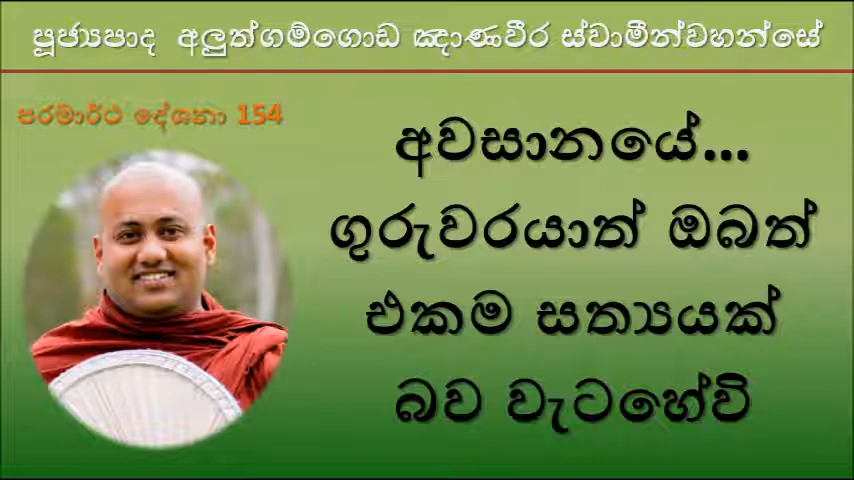 පූජ්‍යපාද අලුත්ගම්ගොඩ ඤාණවීර ස්වාමීන්වහන්සේ
පරමාර්ථ දේශනා 154
අවසානයේ...
ගුරුවරයාත් ඔබත්
එකම සත්‍යයක්
බව වැටහේවි